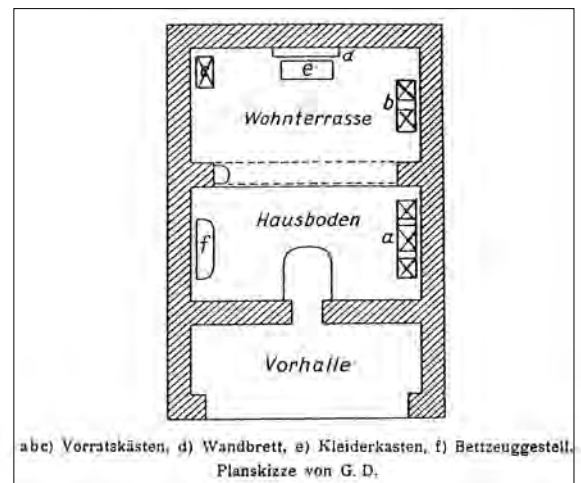 d
c
e
b
Wohnterrasse
Hausboden
f
a
Vorhalle
abc) Vorratskästen, d) Wandbrett, e) Kleiderkasten, f) Bettzeuggestell.
Planskizze von G. D.